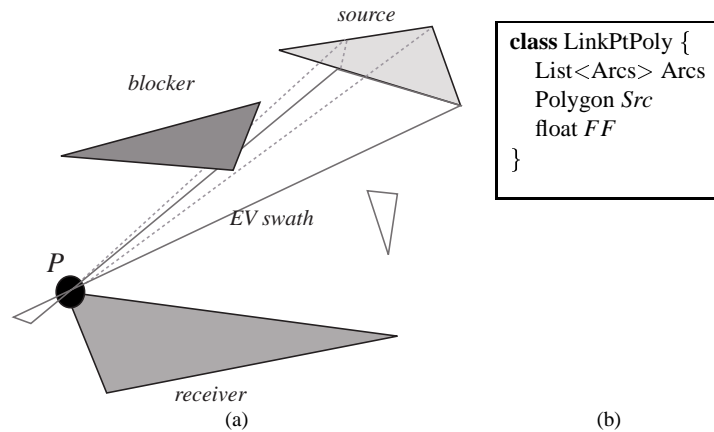 source
blocker
EV swath
P
receiver
(a)
class LinkPtPoly {
List<Arcs> Arcs
Polygon Src
float FF
}
(b)